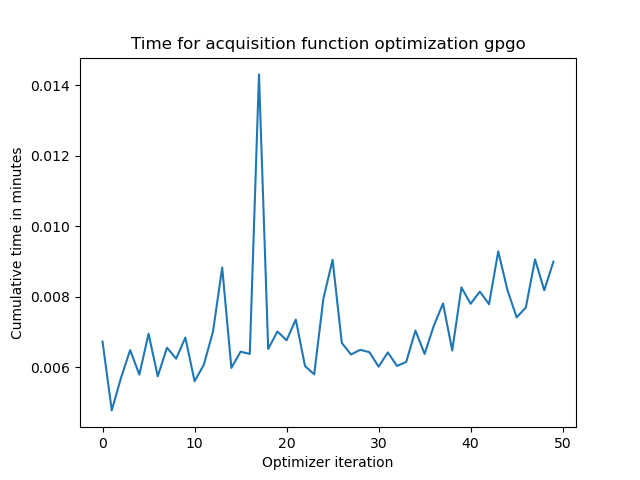 Time for acquisition function optimization gpgo
0.014
0.012
0.010
0.008
0.006
Cumulative time in minutes
0 10 20 30 40 50
Optimizer iteration